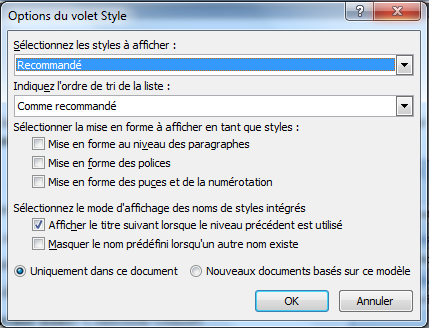 Options du volet Style
Sélectionnez les styles à afficher :
Recommandé
Indiquez l'ordre de tri de la liste :
Comme recommandé
Sélectionner la mise en forme à afficher en tant que styles :
Mise en forme au niveau des paragraphes
Mise en forme des polices
Mise en forme des puces et de la numérotation
Sélectionnez le mode d'affichage des noms de styles intégrés
Afficher le titre suivant lorsque le niveau précédent est utilisé
Masquer le nom prédéfini lorsqu'un autre nom existe
Uniquement dans ce document Nouveaux documents basés sur ce modèle
OK Annuler